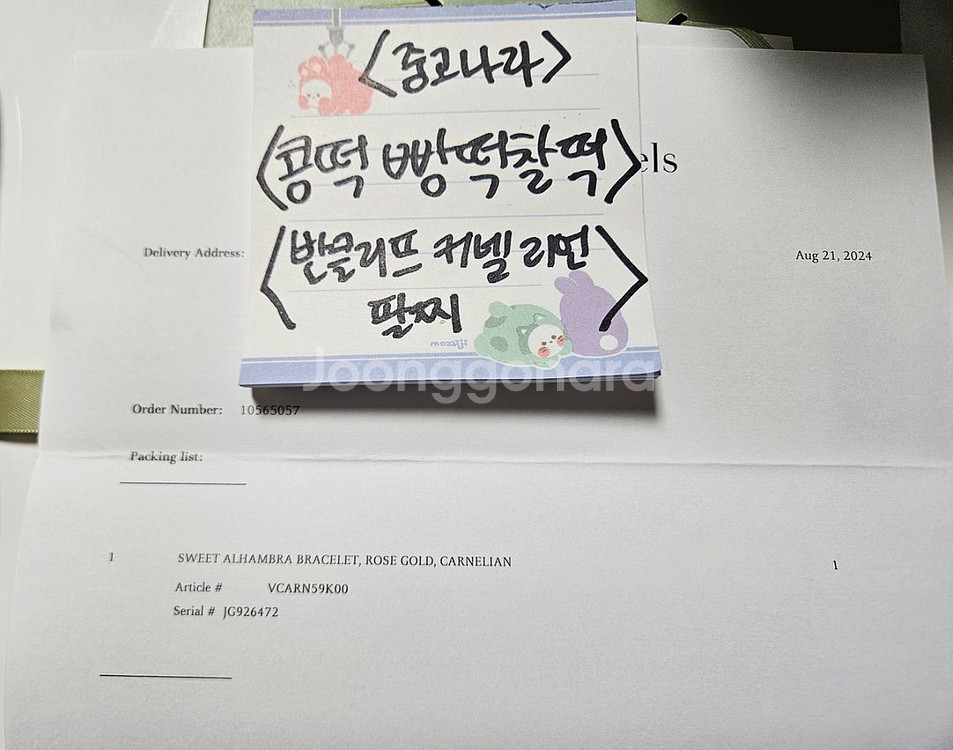 <중고나라>
<콩떡빵떡찰떡>
els
<반클리프 커넬리언
팔찌>
mozziji
Joonggonara
Delivery Address:
Aug 21, 2024
Order Number: 10565057
Packing list:
1 SWEET ALHAMBRA BRACELET, ROSE GOLD, CARNELIAN 1
Article # VCARN59K00
Serial # JG926472